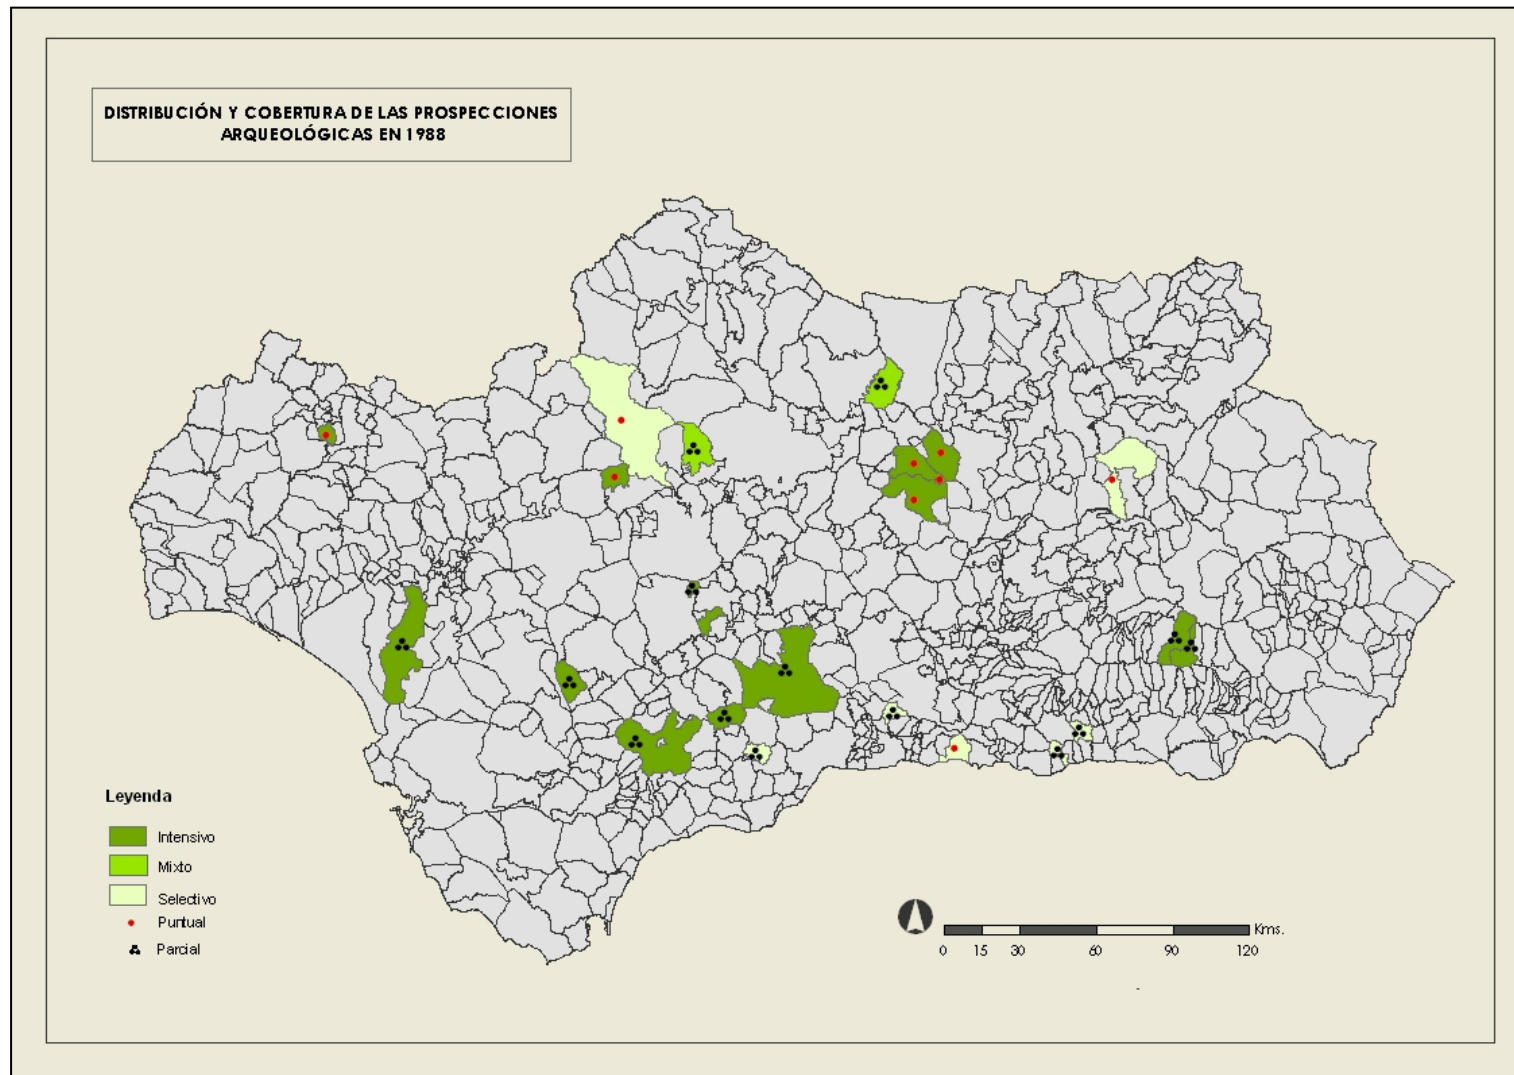 DISTRIBUCIÓN Y COBERTURA DE LAS PROSPECCIONES
ARQUEOLÓGICAS EN 1988
Leyenda
Intensivo
Mixto
Selectivo
Puntual
Parcial
Kms.
0 15 30 60 90 120